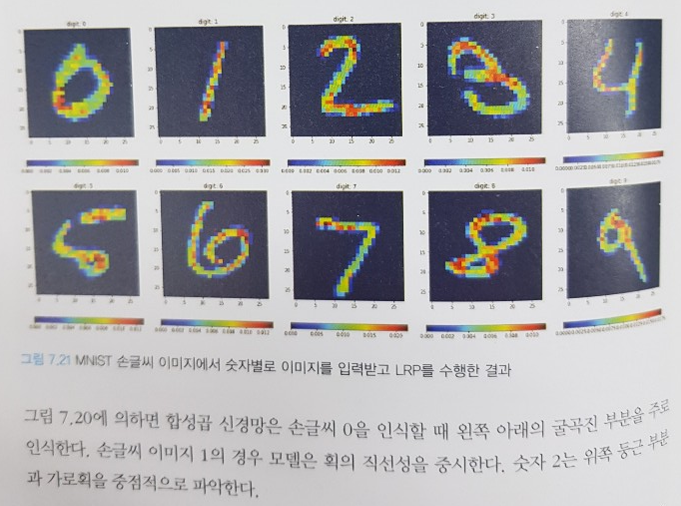 digit: 0 digit: 1 digit: 2 digit: 3 digit: 4
digit: 5 digit: 6 digit: 7 digit: 8 digit: 9
그림 7.21 MNIST 손글씨 이미지에서 숫자별로 이미지를 입력받고 LRP를 수행한 결과
그림 7.20에 의하면 합성곱 신경망은 손글씨 0을 인식할 때 왼쪽 아래의 굴곡진 부분을 주로
인식한다. 손글씨 이미지 1의 경우 모델은 획의 직선성을 중시한다. 숫자 2는 위쪽 둥근 부분
과 가로획을 중점적으로 파악한다.